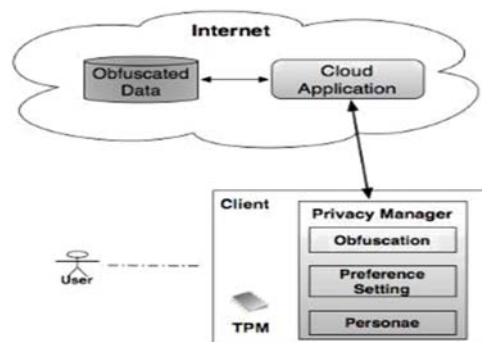 Internet
Obfuscated
Data
Cloud
Application
Client
Privacy Manager
Obfuscation
Preference
Setting
Personae
User
TPM